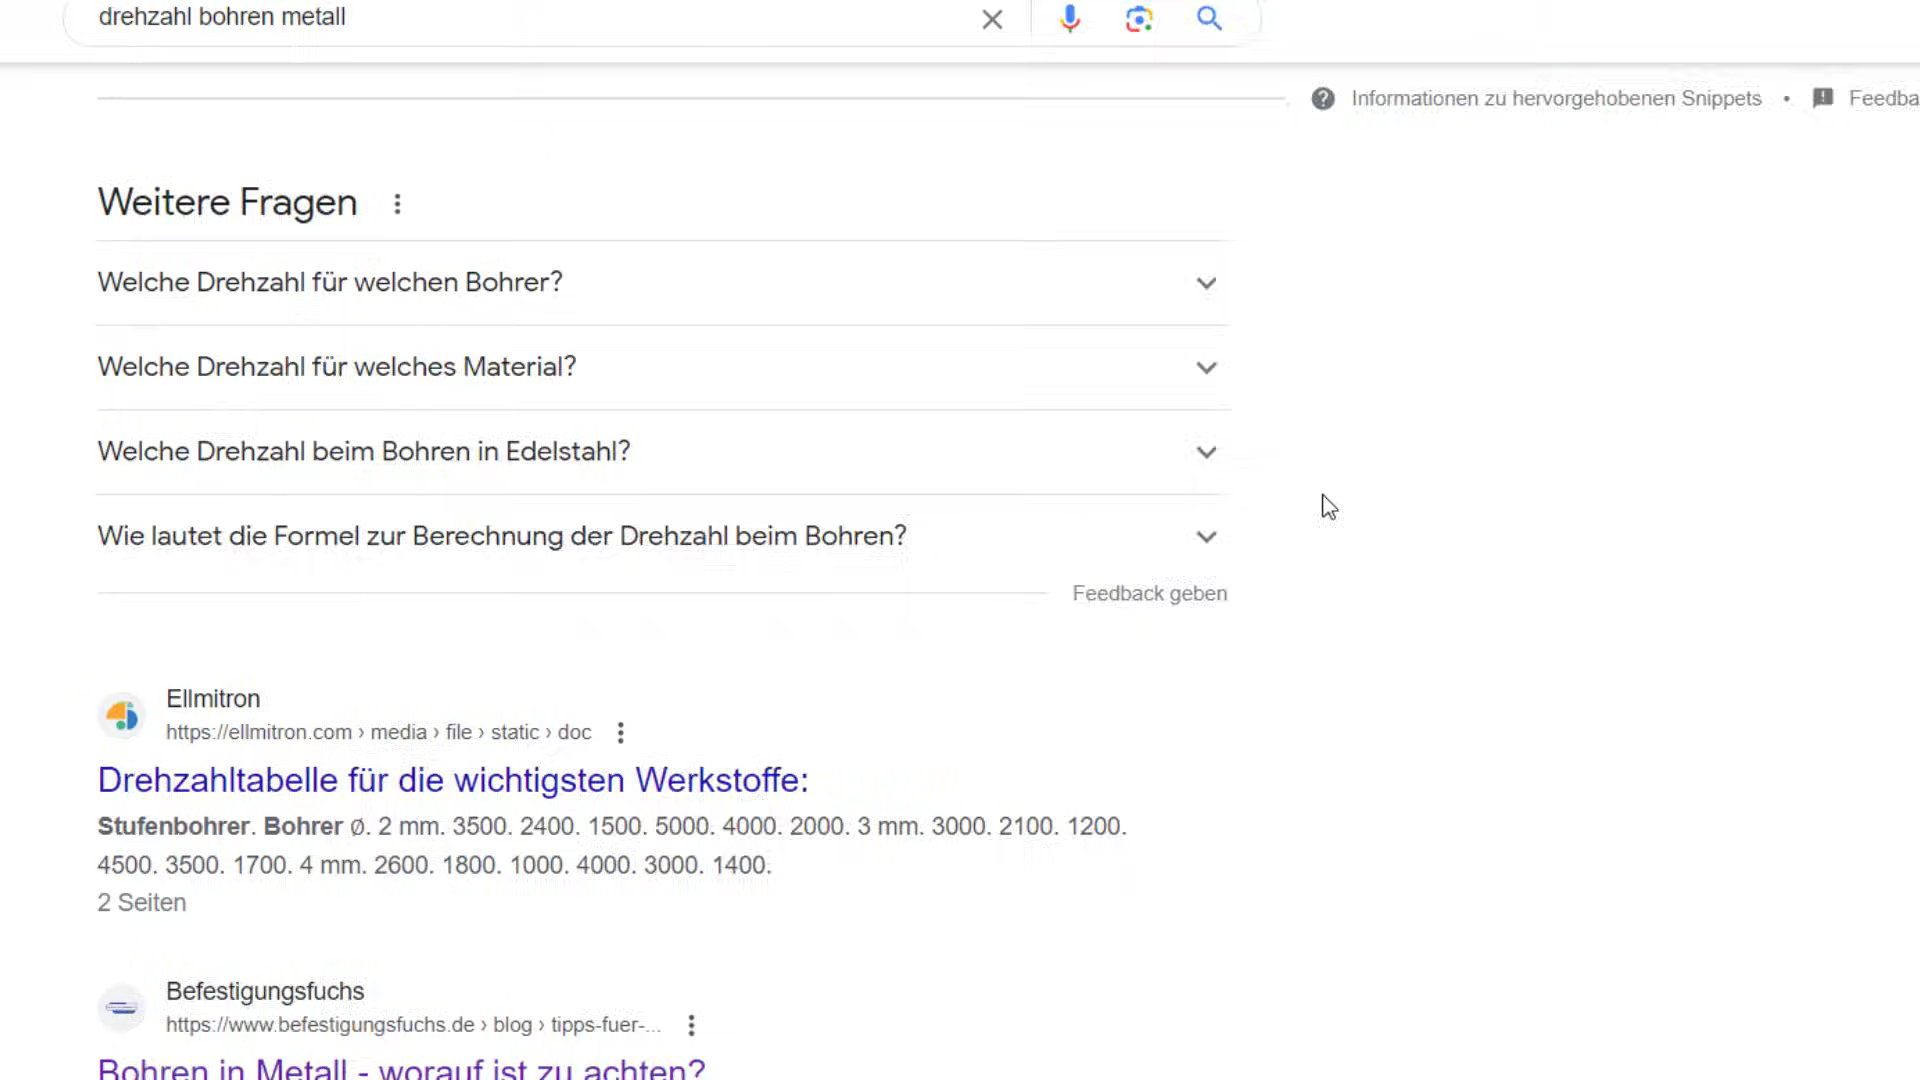 drehzahl bohren metall
Informationen zu hervorgehobenen Snippets • Feedba
Weitere Fragen
Welche Drehzahl für welchen Bohrer?
Welche Drehzahl für welches Material?
Welche Drehzahl beim Bohren in Edelstahl?
Wie lautet die Formel zur Berechnung der Drehzahl beim Bohren?
Feedback geben
Ellmitron
https://ellmitron.com › media › file › static › doc
Drehzahltabelle für die wichtigsten Werkstoffe:
Stufenbohrer. Bohrer ∅. 2 mm. 3500. 2400. 1500. 5000. 4000. 2000. 3 mm. 3000. 2100. 1200.
4500. 3500. 1700. 4 mm. 2600. 1800. 1000. 4000. 3000. 1400.
2 Seiten
Befestigungsfuchs
https://www.befestigungsfuchs.de › blog › tipps-fuer-...
Bohren in Metall - worauf ist zu achten?